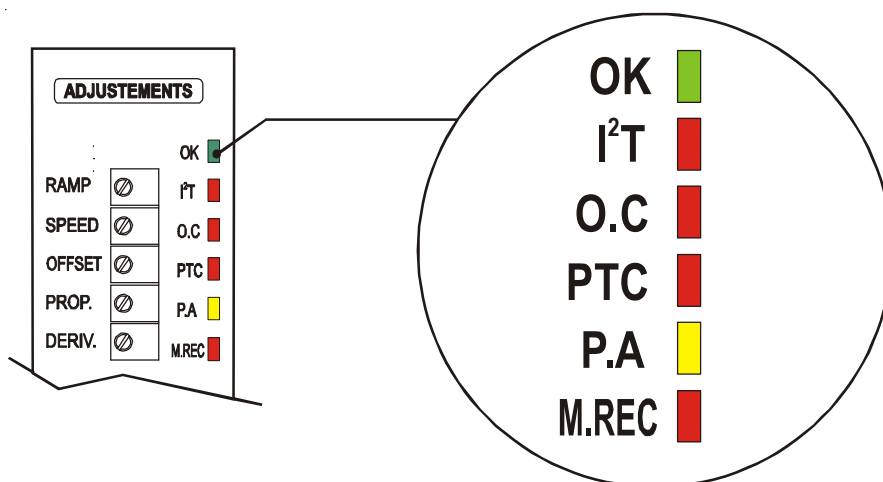 ADJUSTEMENTS
OK
RAMP I²T
SPEED O.C
OFFSET PTC
PROP. P.A
DERIV. M.REC
OK
I²T
O.C
PTC
P.A
M.REC